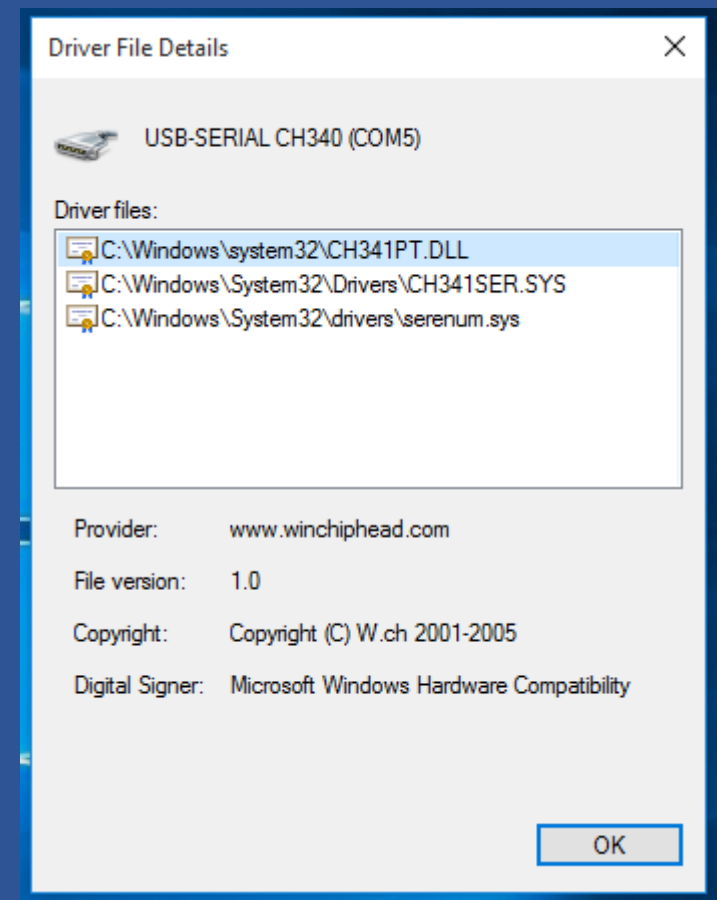 Driver File Details
USB-SERIAL CH340 (COM5)
Driver files:
C:\Windows\system32\CH341PT.DLL
C:\Windows\System32\Drivers\CH341SER.SYS
C:\Windows\System32\drivers\serenum.sys
Provider: www.winchiphead.com
File version: 1.0
Copyright: Copyright (C) W.ch 2001-2005
Digital Signer: Microsoft Windows Hardware Compatibility
OK